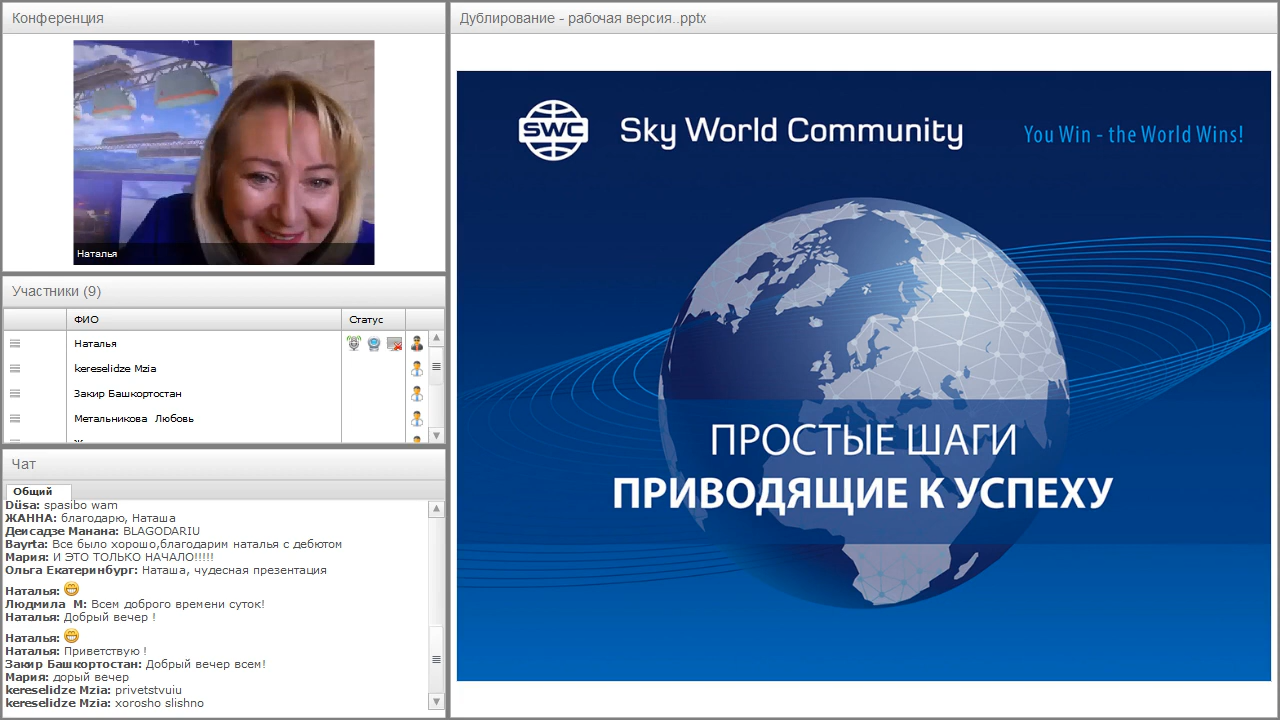 Конференция
Наталья
Участники (9)
ФИО
Статус
Наталья
kereselidze Mzia
Закир Башкортостан
Метальникова Любовь
Чат
Общий
Düsa: spasibo wam
ЖАННА: благодарю, Наташа
Деисадзе Манана: BLAGODARIU
Bayrta: Все было хорошо,благодарим наталья с дебютом
Мария: И ЭТО ТОЛЬКО НАЧАЛО!!!!!
Ольга Екатеринбург: Наташа, чудесная презентация
Наталья:
Людмила М: Всем доброго времени суток!
Наталья: Добрый вечер !
Наталья:
Наталья: Приветствую !
Закир Башкортостан: Добрый вечер всем!
Мария: дорый вечер
kereselidze Mzia: privetstvuiu
kereselidze Mzia: xorosho slishno
Дублирование - рабочая версия..pptx
SWC Sky World Community
You Win - the World Wins!
ПРОСТЫЕ ШАГИ
ПРИВОДЯЩИЕ К УСПЕХУ